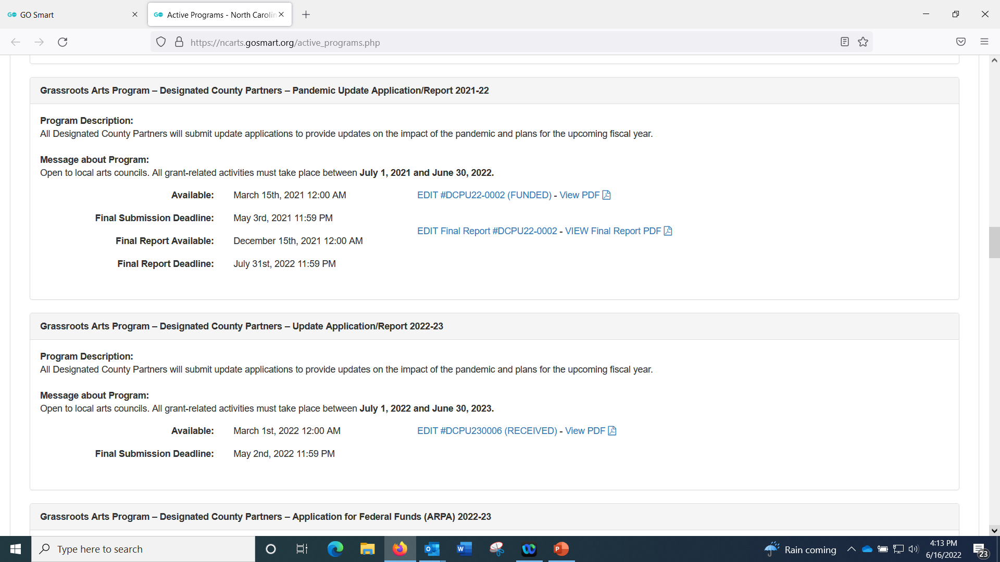 GO Smart
Active Programs - North Carolin
https://ncarts.gosmart.org/active_programs.php
Grassroots Arts Program – Designated County Partners – Pandemic Update Application/Report 2021-22
Program Description:
All Designated County Partners will submit update applications to provide updates on the impact of the pandemic and plans for the upcoming fiscal year.
Message about Program:
Open to local arts councils. All grant-related activities must take place between July 1, 2021 and June 30, 2022.
Available: March 15th, 2021 12:00 AM EDIT #DCPU22-0002 (FUNDED) - View PDF
Final Submission Deadline: May 3rd, 2021 11:59 PM
EDIT Final Report #DCPU22-0002 - VIEW Final Report PDF
Final Report Available: December 15th, 2021 12:00 AM
Final Report Deadline: July 31st, 2022 11:59 PM
Grassroots Arts Program – Designated County Partners – Update Application/Report 2022-23
Program Description:
All Designated County Partners will submit update applications to provide updates on the impact of the pandemic and plans for the upcoming fiscal year.
Message about Program:
Open to local arts councils. All grant-related activities must take place between July 1, 2022 and June 30, 2023.
Available: March 1st, 2022 12:00 AM EDIT #DCPU230006 (RECEIVED) - View PDF
Final Submission Deadline: May 2nd, 2022 11:59 PM
Grassroots Arts Program – Designated County Partners – Application for Federal Funds (ARPA) 2022-23
Type here to search
Rain coming
4:13 PM
6/16/2022
23